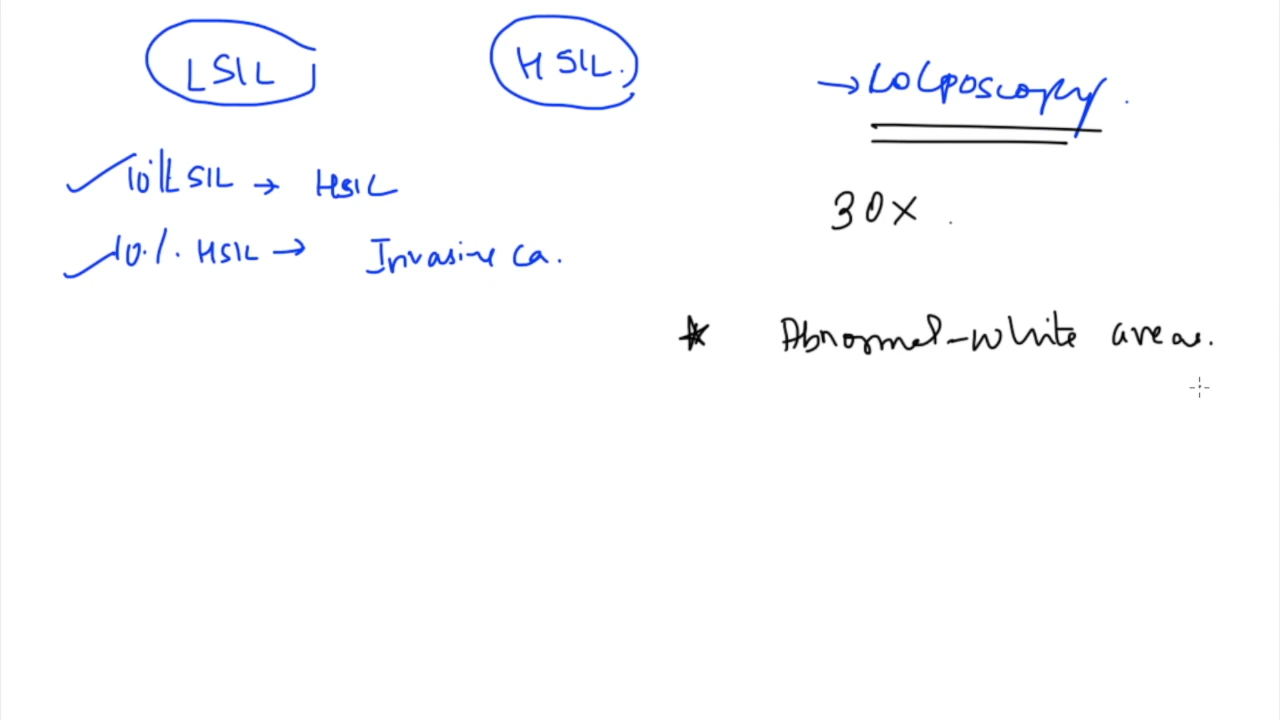 LSIL
HSIL.
→ Colposcopy.
10% LSIL → HSIL
30X.
10% HSIL → Invasive ca.
* Abnormal-white areas.